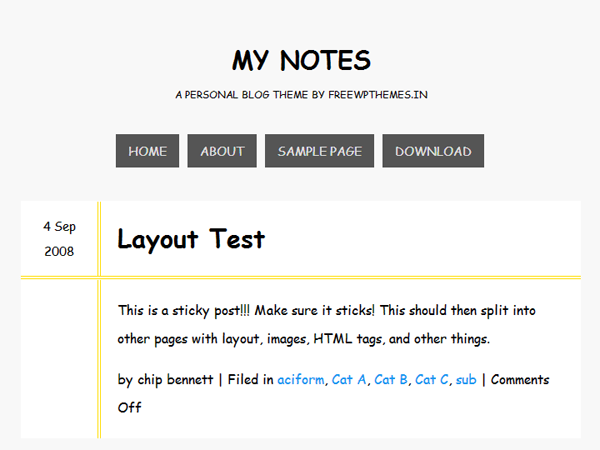 MY NOTES
A PERSONAL BLOG THEME BY FREEWPTHEMES.IN
HOME ABOUT SAMPLE PAGE DOWNLOAD
4 Sep
2008
Layout Test
This is a sticky post!!! Make sure it sticks! This should then split into
other pages with layout, images, HTML tags, and other things.
by chip bennett | Filed in aciform, Cat A, Cat B, Cat C, sub | Comments
Off